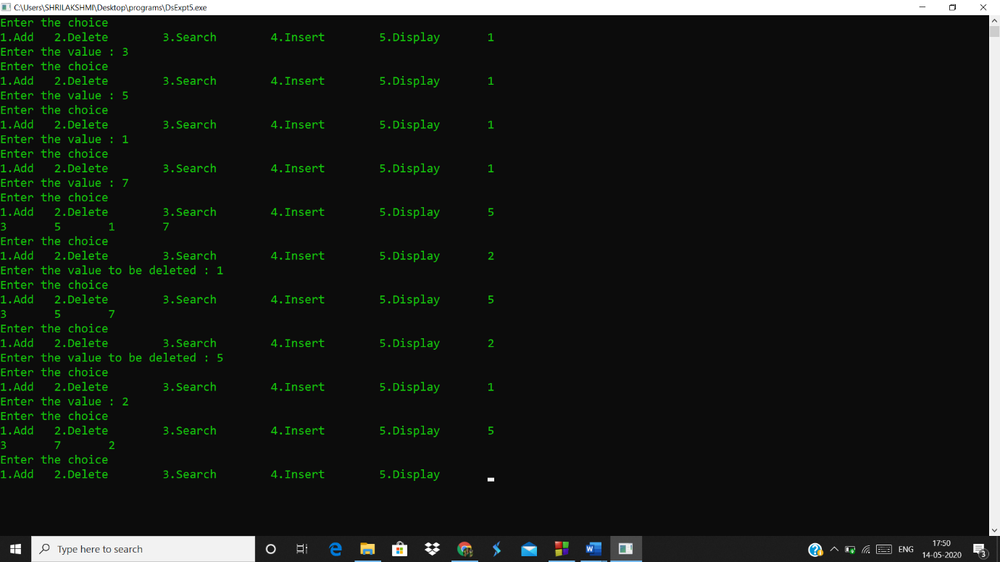 C:\Users\SHRILAKSHMI\Desktop\programs\DsExpt5.exe
Enter the choice
1.Add 2.Delete 3.Search 4.Insert 5.Display 1
Enter the value : 3
Enter the choice
1.Add 2.Delete 3.Search 4.Insert 5.Display 1
Enter the value : 5
Enter the choice
1.Add 2.Delete 3.Search 4.Insert 5.Display 1
Enter the value : 1
Enter the choice
1.Add 2.Delete 3.Search 4.Insert 5.Display 1
Enter the value : 7
Enter the choice
1.Add 2.Delete 3.Search 4.Insert 5.Display 5
3 5 1 7
Enter the choice
1.Add 2.Delete 3.Search 4.Insert 5.Display 2
Enter the value to be deleted : 1
Enter the choice
1.Add 2.Delete 3.Search 4.Insert 5.Display 5
3 5 7
Enter the choice
1.Add 2.Delete 3.Search 4.Insert 5.Display 2
Enter the value to be deleted : 5
Enter the choice
1.Add 2.Delete 3.Search 4.Insert 5.Display 1
Enter the value : 2
Enter the choice
1.Add 2.Delete 3.Search 4.Insert 5.Display 5
3 7 2
Enter the choice
1.Add 2.Delete 3.Search 4.Insert 5.Display
Type here to search
ENG
17:50
14-05-2020
3